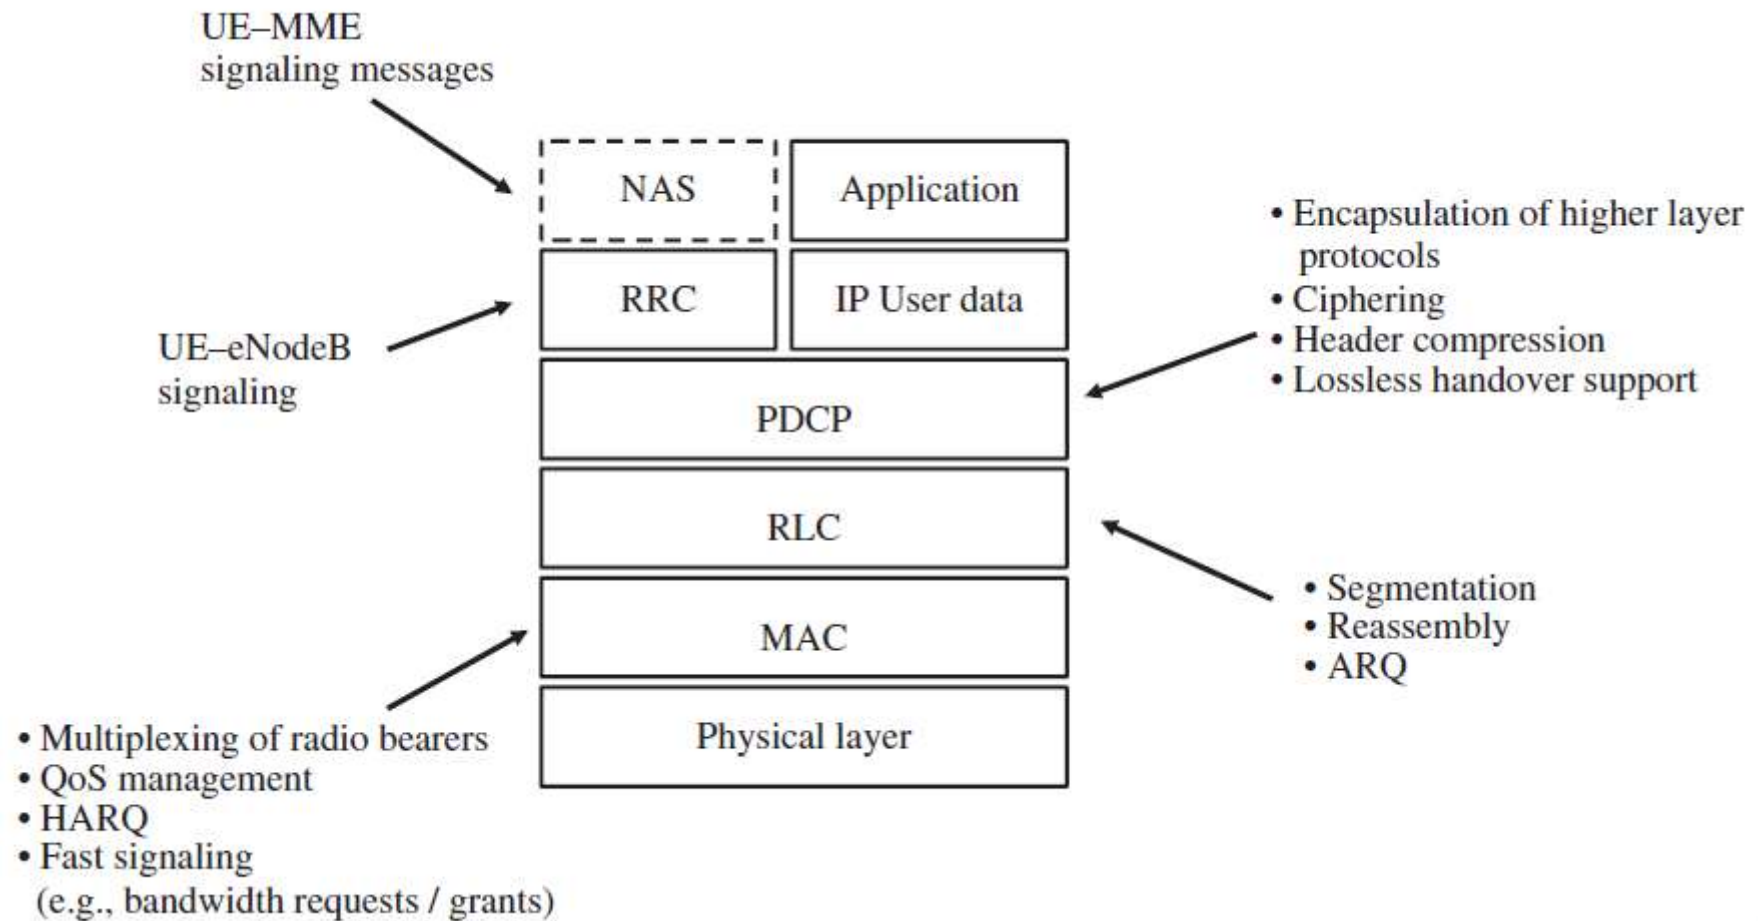 UE–MME
signaling messages
NAS
Application
• Encapsulation of higher layer
protocols
• Ciphering
• Header compression
• Lossless handover support
RRC
IP User data
UE–eNodeB
signaling
PDCP
RLC
• Segmentation
• Reassembly
• ARQ
MAC
• Multiplexing of radio bearers
• QoS management
• HARQ
• Fast signaling
(e.g., bandwidth requests / grants)
Physical layer